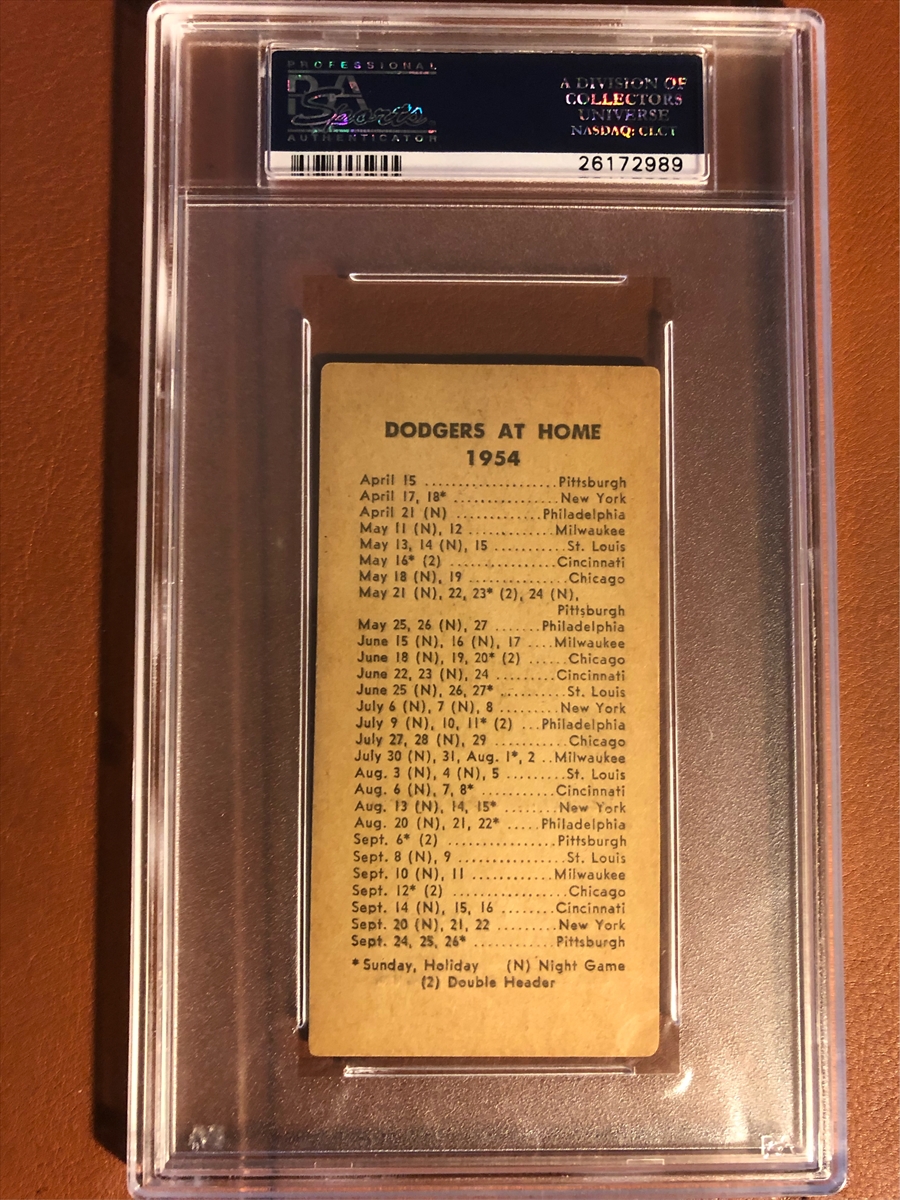 PROFESSIONAL
PSA
Sports
AUTHENTICATOR
A DIVISION OF
COLLECTORS
UNIVERSE
NASDAQ: CLCT
26172989
DODGERS AT HOME
1954
April 15 ....................Pittsburgh
April 17, 18* ................New York
April 21 (N) .............Philadelphia
May 11 (N), 12 .............Milwaukee
May 13, 14 (N), 15 ...........St. Louis
May 16* (2) ................Cincinnati
May 18 (N), 19 ...............Chicago
May 21 (N), 22, 23* (2), 24 (N),
Pittsburgh
May 25, 26 (N), 27 .......Philadelphia
June 15 (N), 16 (N), 17 ....Milwaukee
June 18 (N), 19, 20* (2) ......Chicago
June 22, 23 (N), 24 ..........Cincinnati
June 25 (N), 26, 27* ..........St. Louis
July 6 (N), 7 (N), 8 .........New York
July 9 (N), 10, 11* (2) ...Philadelphia
July 27, 28 (N), 29 ...........Chicago
July 30 (N), 31, Aug. 1*, 2 ..Milwaukee
Aug. 3 (N), 4 (N), 5 .........St. Louis
Aug. 6 (N), 7, 8* ...........Cincinnati
Aug. 13 (N), 14, 15* ........New York
Aug. 20 (N), 21, 22* .....Philadelphia
Sept. 6* (2) ................Pittsburgh
Sept. 8 (N), 9 ................St. Louis
Sept. 10 (N), 11 .............Milwaukee
Sept. 12* (2) .................Chicago
Sept. 14 (N), 15, 16 ........Cincinnati
Sept. 20 (N), 21, 22 .........New York
Sept. 24, 25, 26* ............Pittsburgh
*Sunday, Holiday (N) Night Game
(2) Double Header